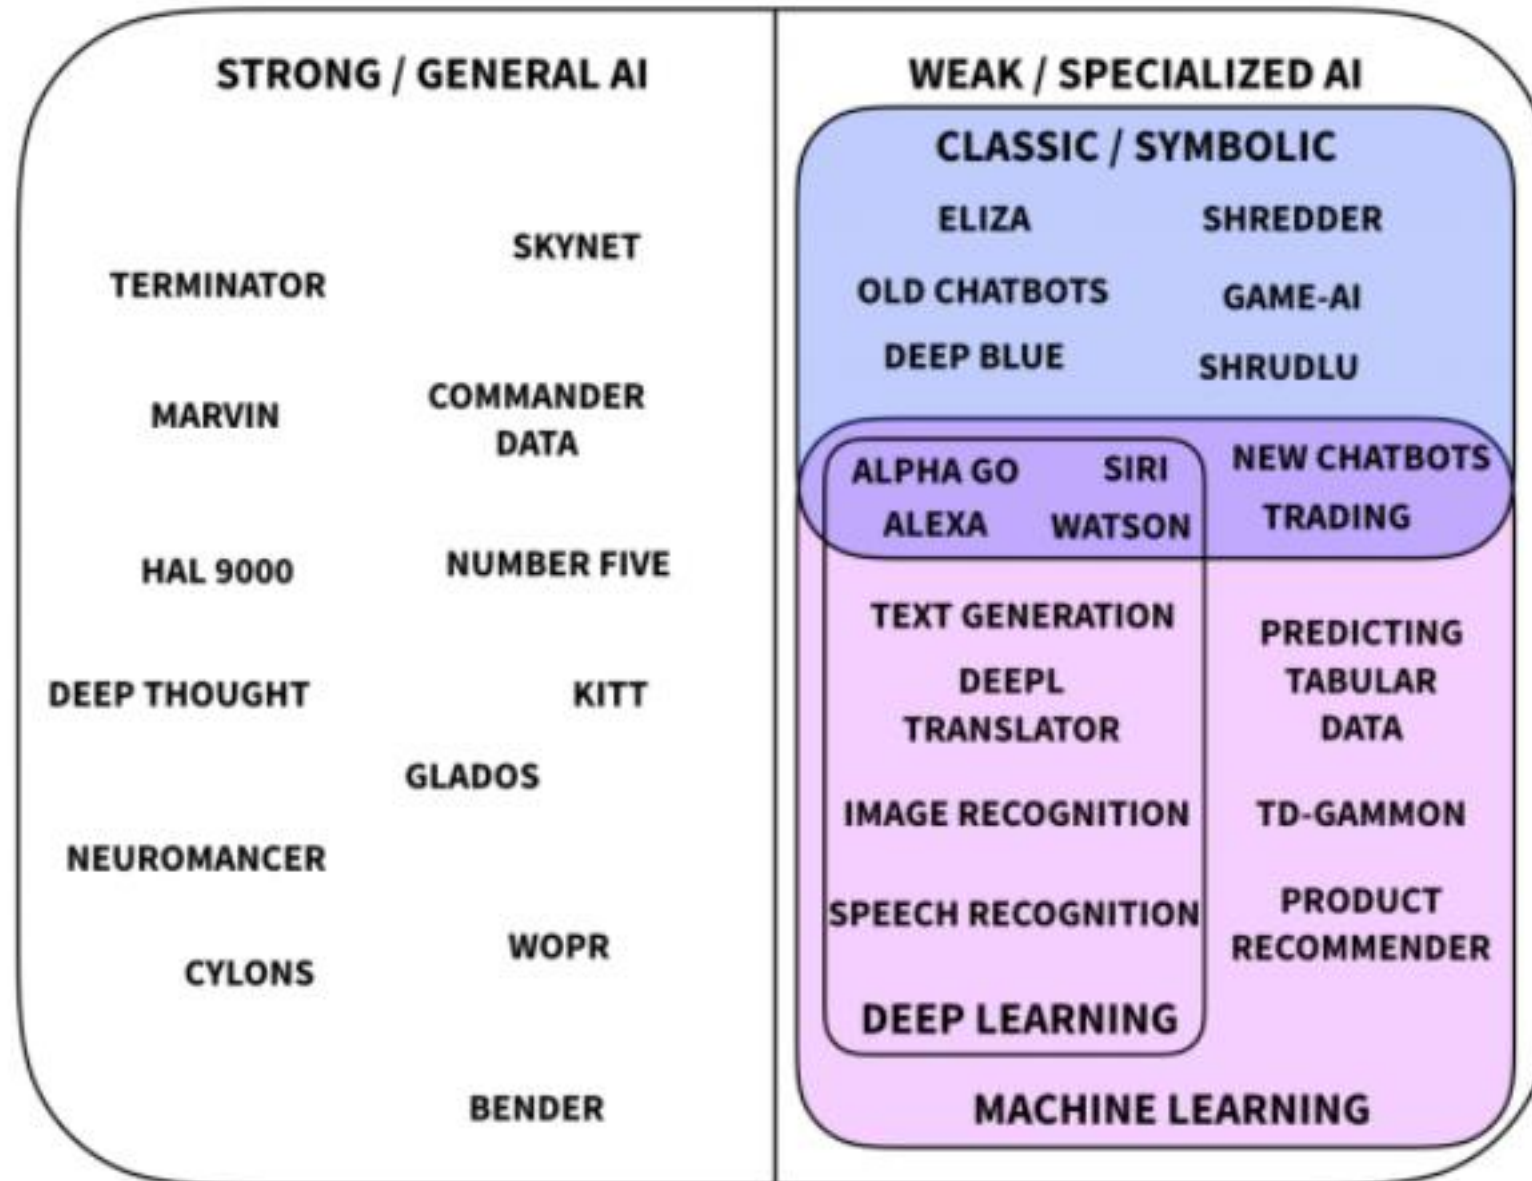 STRONG / GENERAL AI
SKYNET
TERMINATOR
COMMANDER
DATA
MARVIN
NUMBER FIVE
HAL 9000
DEEP THOUGHT
KITT
GLADOS
NEUROMANCER
WOPR
CYLONS
BENDER
WEAK / SPECIALIZED AI
CLASSIC / SYMBOLIC
ELIZA
SHREDDER
OLD CHATBOTS
GAME-AI
DEEP BLUE
SHRUDLU
ALPHA GO
SIRI
NEW CHATBOTS
ALEXA
WATSON
TRADING
TEXT GENERATION
DEEPL
TRANSLATOR
IMAGE RECOGNITION
SPEECH RECOGNITION
DEEP LEARNING
PREDICTING
TABULAR
DATA
TD-GAMMON
PRODUCT
RECOMMENDER
MACHINE LEARNING